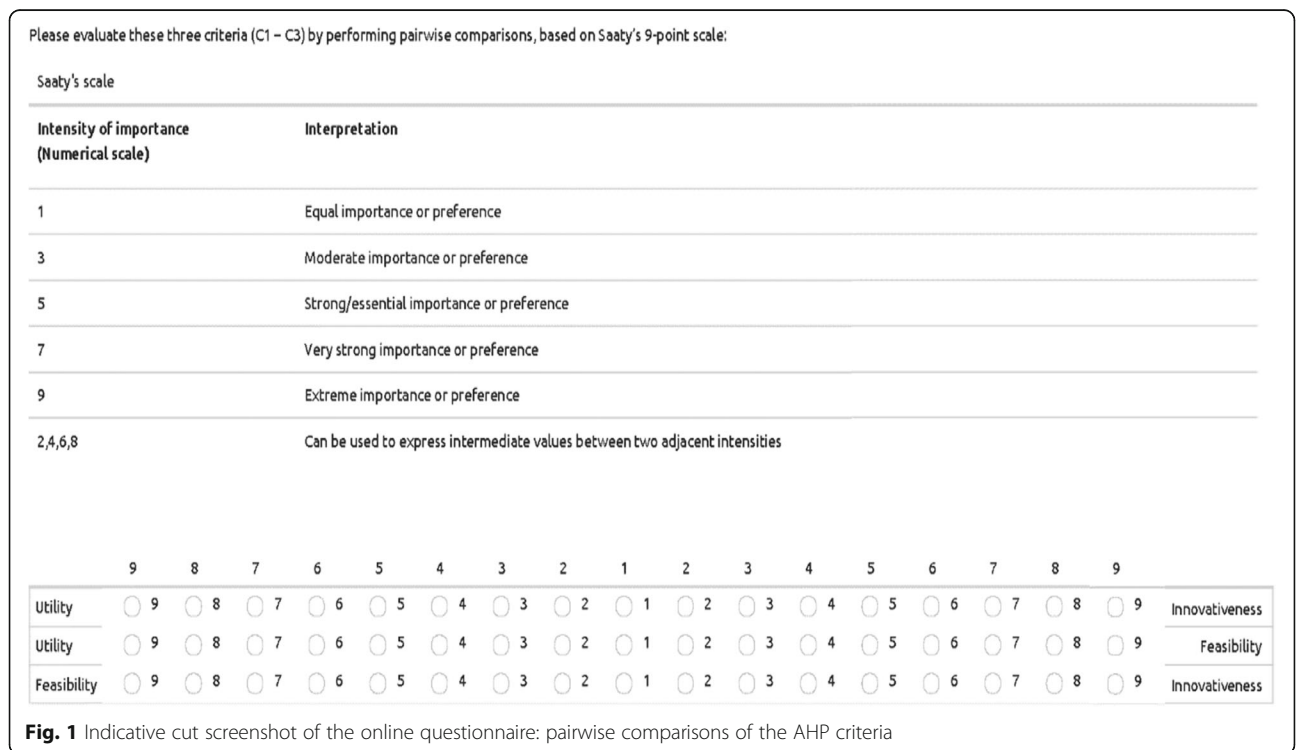 Please evaluate these three criteria (C1 – C3) by performing pairwise comparisons, based on Saaty's 9-point scale:
Saaty's scale
Intensity of importance (Numerical scale) Interpretation
1 Equal importance or preference
3 Moderate importance or preference
5 Strong/essential importance or preference
7 Very strong importance or preference
9 Extreme importance or preference
2,4,6,8 Can be used to express intermediate values between two adjacent intensities
9 8 7 6 5 4 3 2 1 2 3 4 5 6 7 8 9
Utility 9 8 7 6 5 4 3 2 1 2 3 4 5 6 7 8 9 Innovativeness
Utility 9 8 7 6 5 4 3 2 1 2 3 4 5 6 7 8 9 Feasibility
Feasibility 9 8 7 6 5 4 3 2 1 2 3 4 5 6 7 8 9 Innovativeness
Fig. 1 Indicative cut screenshot of the online questionnaire: pairwise comparisons of the AHP criteria